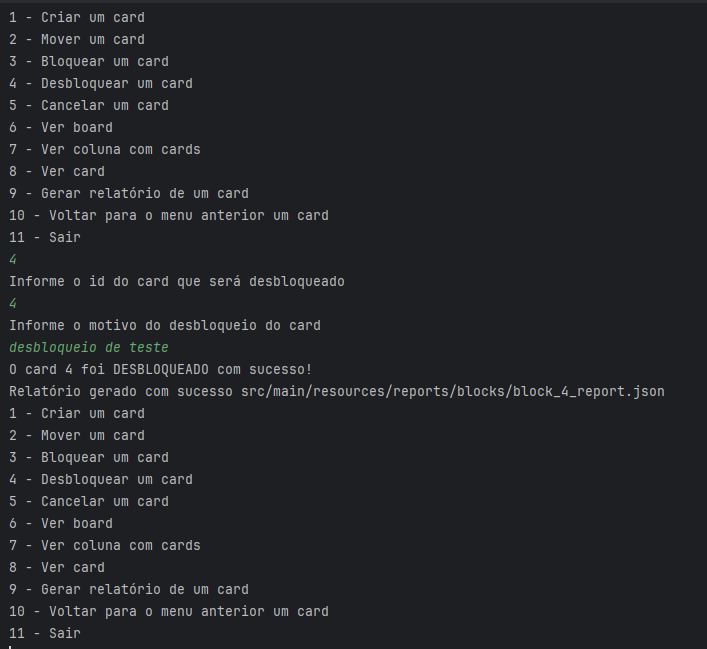 1 - Criar um card
2 - Mover um card
3 - Bloquear um card
4 - Desbloquear um card
5 - Cancelar um card
6 - Ver board
7 - Ver coluna com cards
8 - Ver card
9 - Gerar relatório de um card
10 - Voltar para o menu anterior um card
11 - Sair
4
Informe o id do card que será desbloqueado
4
Informe o motivo do desbloqueio do card
desbloqueio de teste
O card 4 foi DESBLOQUEADO com sucesso!
Relatório gerado com sucesso src/main/resources/reports/blocks/block_4_report.json
1 - Criar um card
2 - Mover um card
3 - Bloquear um card
4 - Desbloquear um card
5 - Cancelar um card
6 - Ver board
7 - Ver coluna com cards
8 - Ver card
9 - Gerar relatório de um card
10 - Voltar para o menu anterior um card
11 - Sair